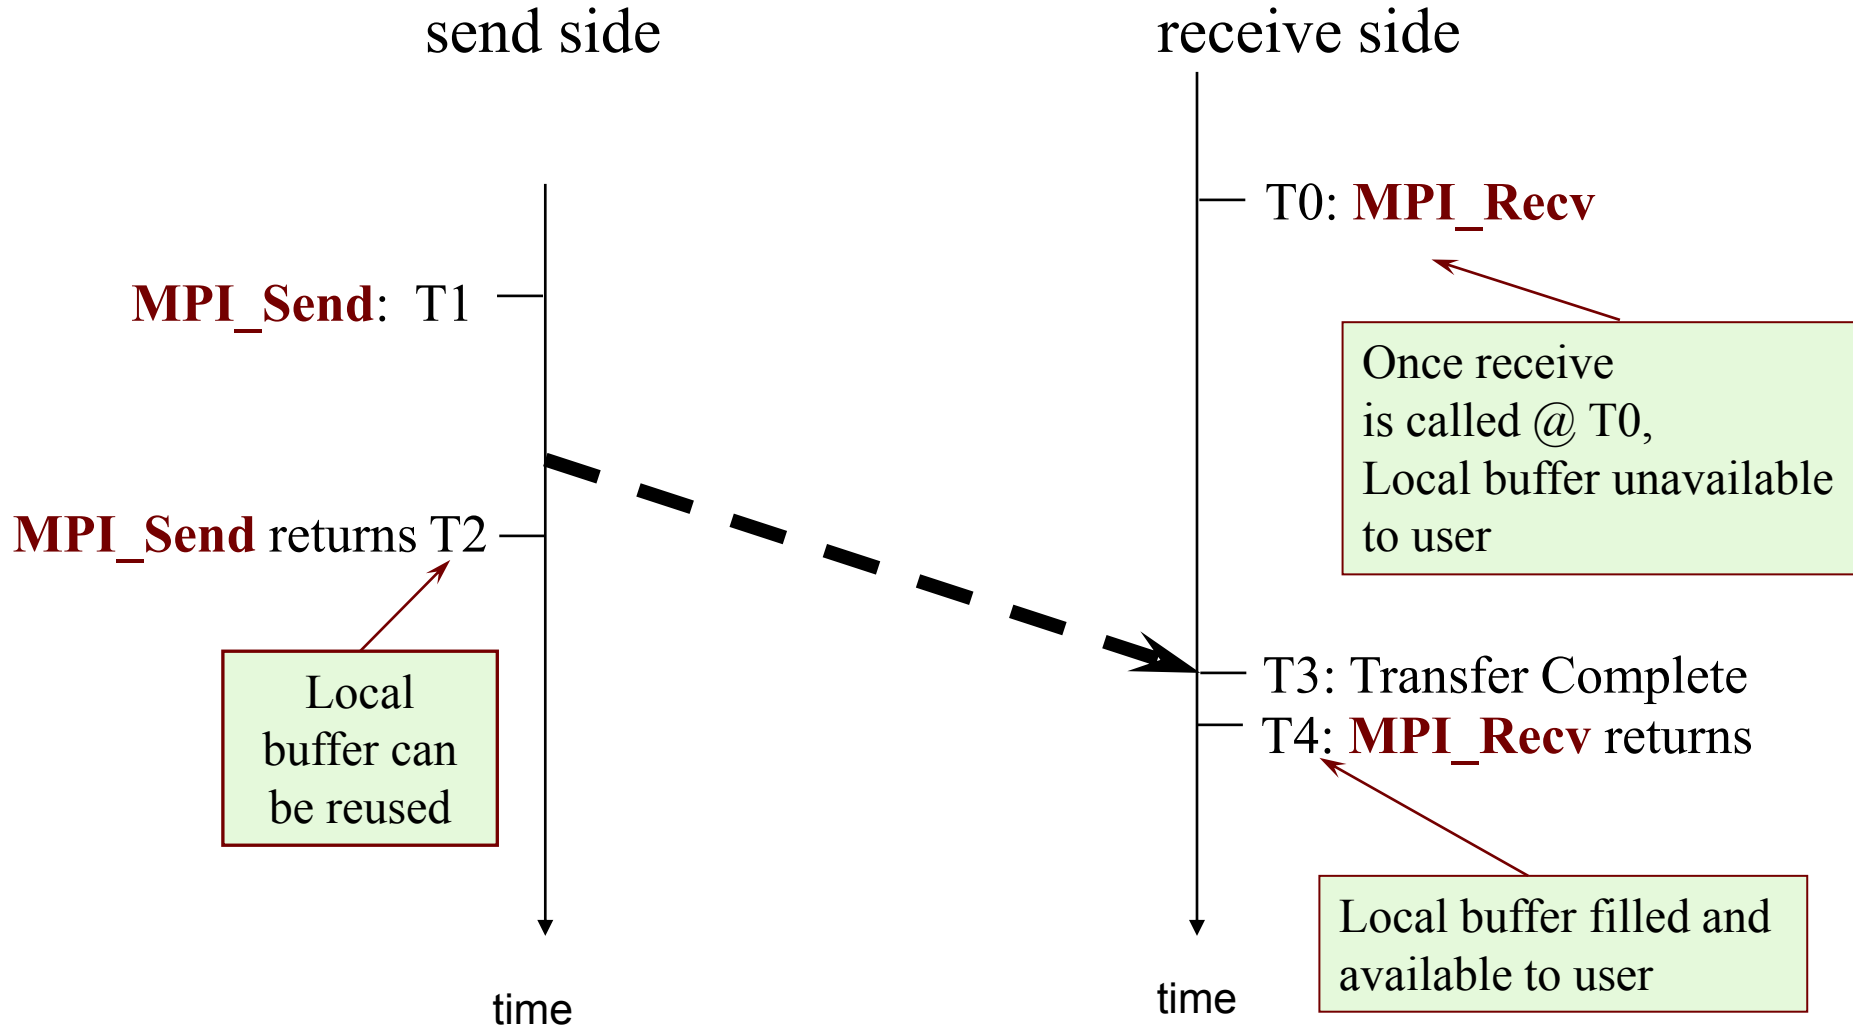 send side
receive side
T0: MPI_Recv
MPI_Send: T1
Once receive
is called @ T0,
Local buffer unavailable
to user
MPI_Send returns T2
Local
buffer can
be reused
T3: Transfer Complete
T4: MPI_Recv returns
Local buffer filled and
available to user
time
time